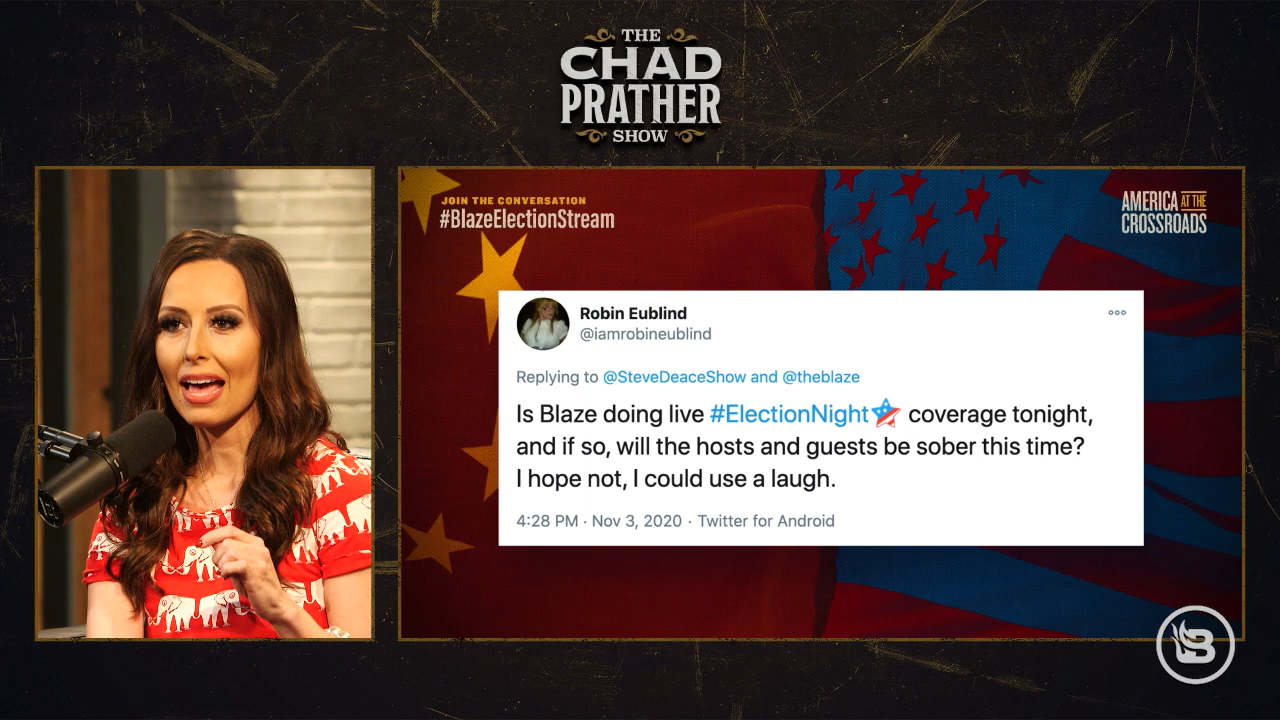 THE
CHAD
PRATHER
SHOW
JOIN THE CONVERSATION
#BlazeElectionStream
AMERICA AT THE
CROSSROADS
Robin Eublind
@iamrobineublind
Replying to @SteveDeaceShow and @theblaze
Is Blaze doing live #ElectionNight coverage tonight,
and if so, will the hosts and guests be sober this time?
I hope not, I could use a laugh.
4:28 PM · Nov 3, 2020 · Twitter for Android
B